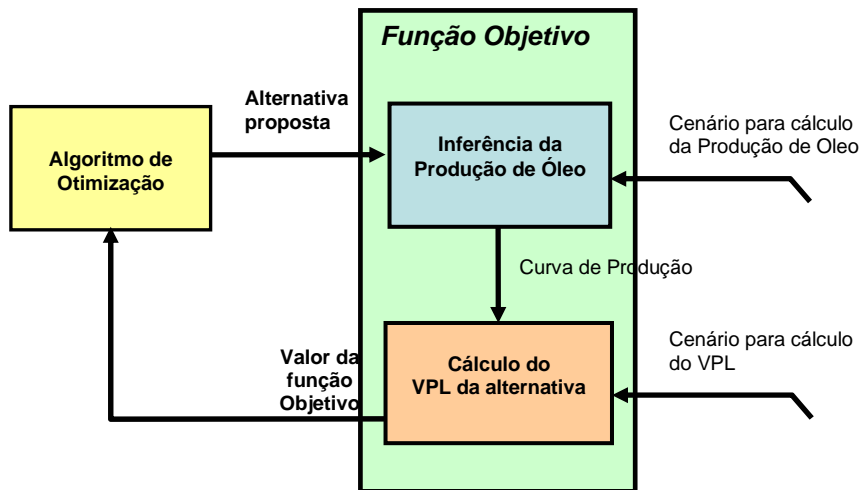 Função Objetivo
Alternativa
proposta
Algoritmo de
Otimização
Inferência da
Produção de Óleo
Cenário para cálculo
da Produção de Oleo
Curva de Produção
Valor da
função
Objetivo
Cálculo do
VPL da alternativa
Cenário para cálculo
do VPL